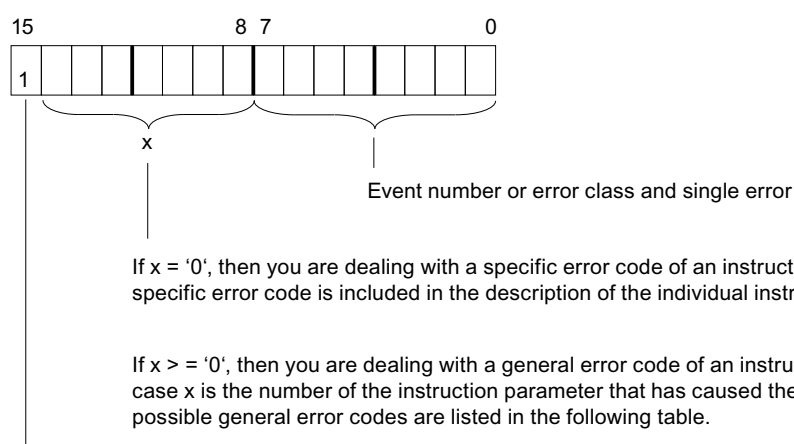 15 8 7 0
1
x
Event number or error class and single error
If x = ‘0‘, then you are dealing with a specific error code of an instruct
specific error code is included in the description of the individual instr
If x > = ‘0‘, then you are dealing with a general error code of an instru
case x is the number of the instruction parameter that has caused the
possible general error codes are listed in the following table.